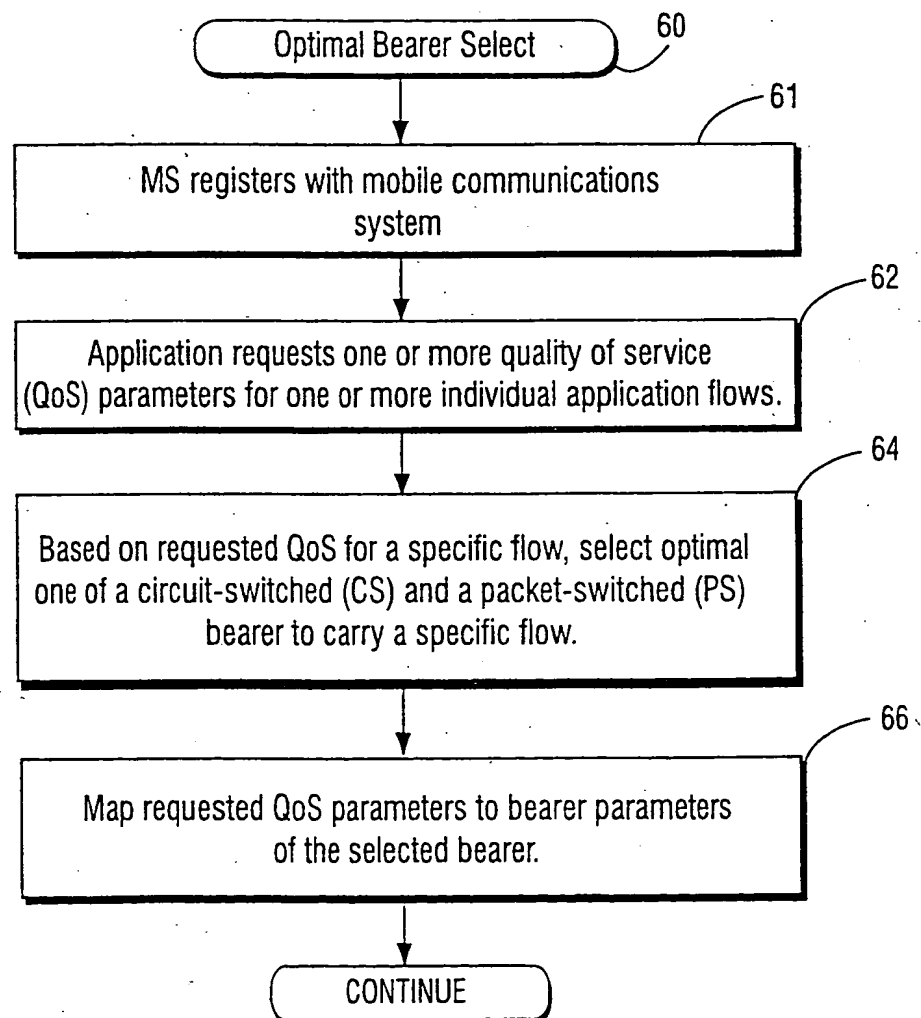 Optimal Bearer Select
60
61
MS registers with mobile communications
system
62
Application requests one or more quality of service
(QoS) parameters for one or more individual application flows.
64
Based on requested QoS for a specific flow, select optimal
one of a circuit-switched (CS) and a packet-switched (PS)
bearer to carry a specific flow.
66
Map requested QoS parameters to bearer parameters
of the selected bearer.
CONTINUE